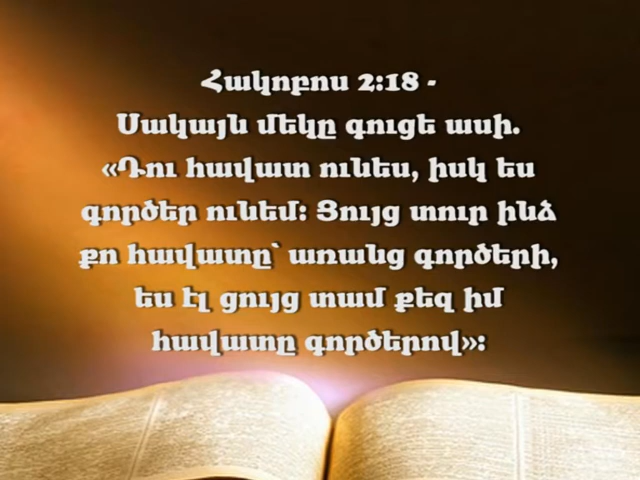 Հակոբոս 2:18 -
Սակայն մեկը գուցե ասի.
«Դու հավատ ունես, իսկ ես
գործեր ունեմ: Ցույց տուր ինձ
քո հավատը՝ առանց գործերի,
ես էլ ցույց տամ քեզ իմ
հավատը գործերով»: